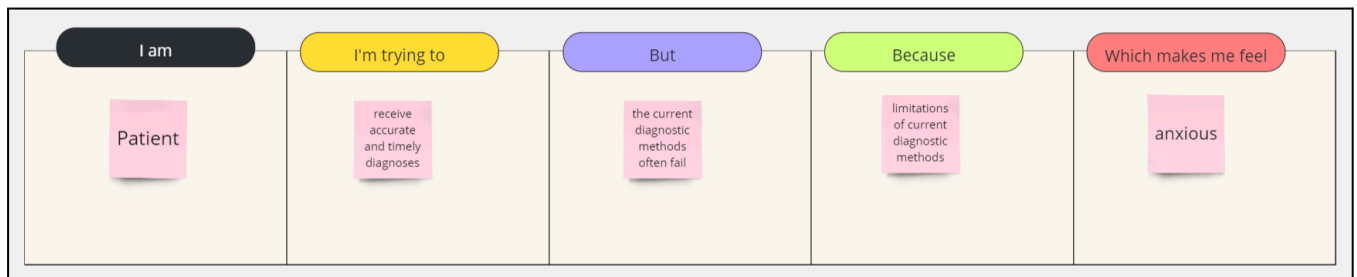 I am
I'm trying to
But
Because
Which makes me feel
Patient
receive
accurate
and timely
diagnoses
the current
diagnostic
methods
often fail
limitations
of current
diagnostic
methods
anxious